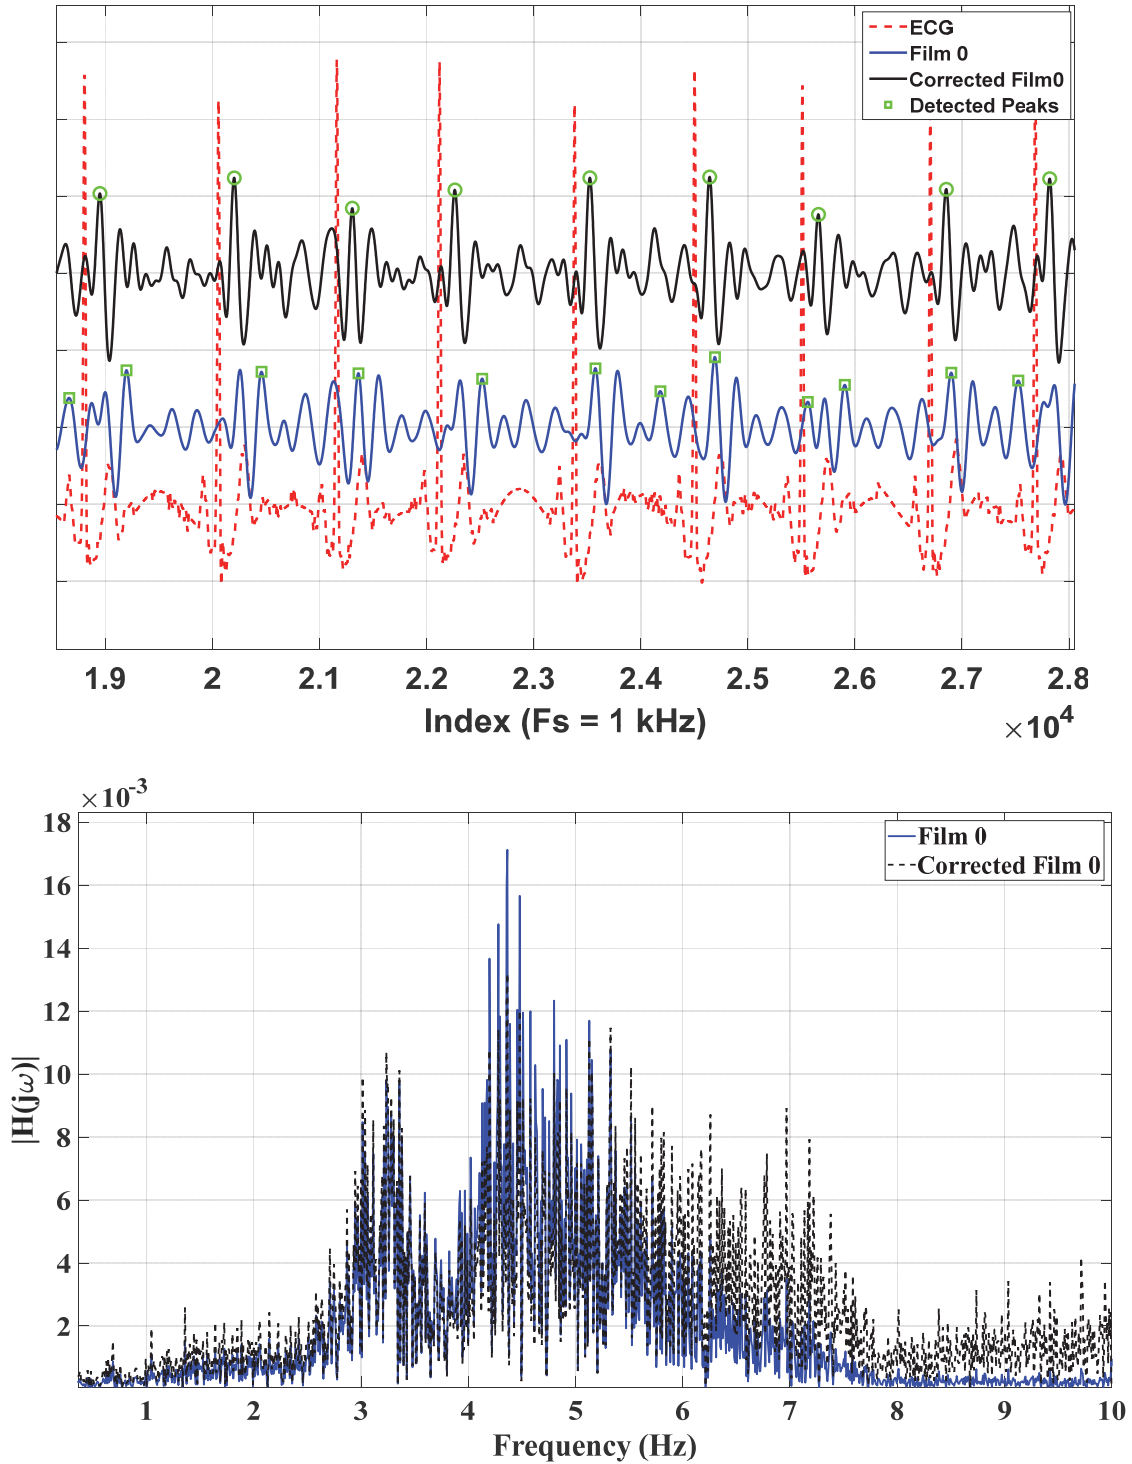 ECG
Film 0
Corrected Film0
Detected Peaks
1.9 2 2.1 2.2 2.3 2.4 2.5 2.6 2.7 2.8
Index (Fs = 1 kHz)
×10^4
×10^-3
18
16
14
12
10
8
6
4
2
|H(jω)|
Film 0
Corrected Film 0
1 2 3 4 5 6 7 8 9 10
Frequency (Hz)